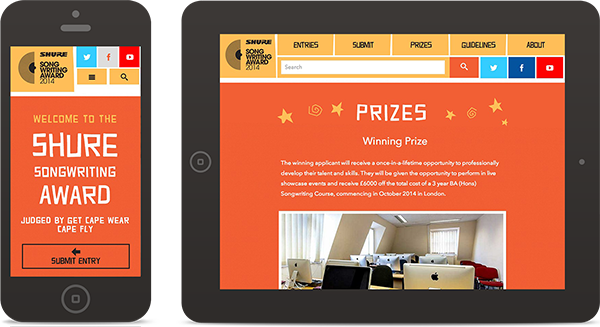 SHURE
SONG
WRITING
AWARD
2014
WELCOME TO THE
SHURE
SONGWRITING
AWARD
JUDGED BY GET CAPE WEAR
CAPE FLY
SUBMIT ENTRY
SHURE
SONG
WRITING
AWARD
2014
ENTRIES
SUBMIT
PRIZES
GUIDELINES
ABOUT
Search
PRIZES
Winning Prize
The winning applicant will receive a once-in-a-lifetime opportunity to professionally
develop their talent and skills. They will be given the opportunity to perform in live
showcase events and receive £6000 off the total cost of a 3 year BA (Hons)
Songwriting Course, commencing in October 2014 in London.